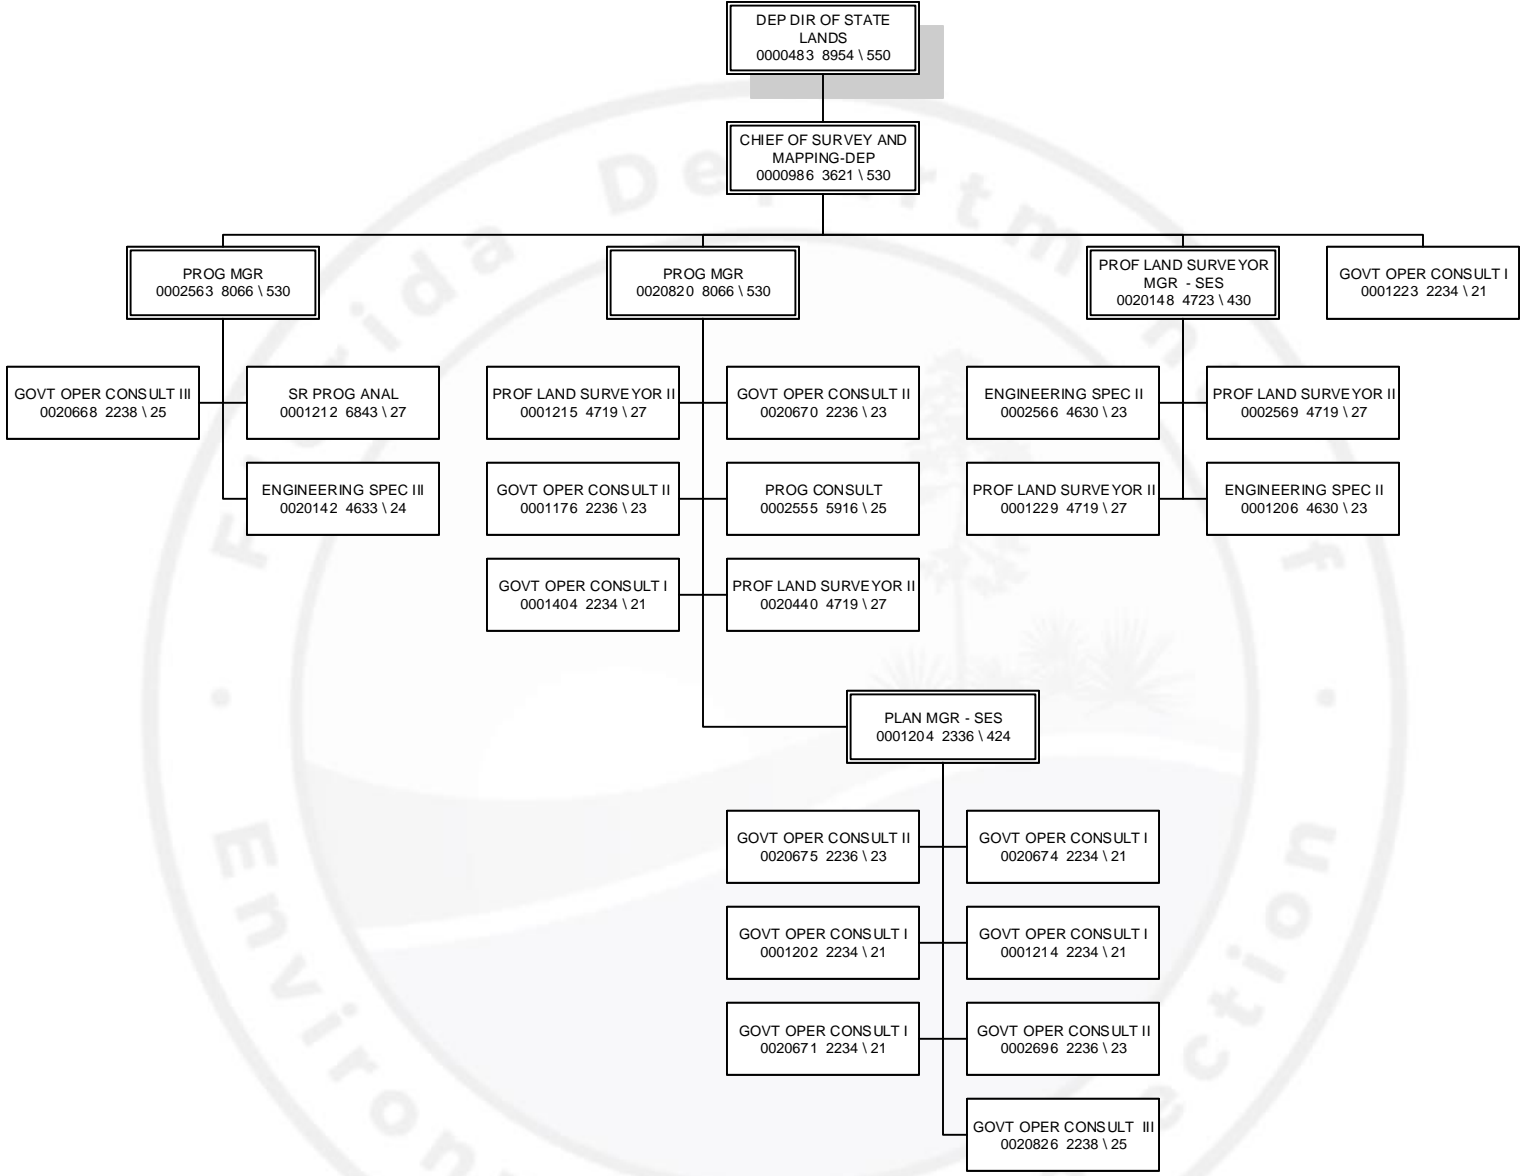 DEP DIR OF STATE
LANDS
0000483 8954 \ 550
CHIEF OF SURVEY AND
MAPPING-DEP
0000986 3621 \ 530
PROG MGR
0002563 8066 \ 530
PROG MGR
0020820 8066 \ 530
PROF LAND SURVEYOR
MGR - SES
0020148 4723 \ 430
GOVT OPER CONSULT I
0001223 2234 \ 21
GOVT OPER CONSULT III
0020668 2238 \ 25
SR PROG ANAL
0001212 6843 \ 27
PROF LAND SURVEYOR II
0001215 4719 \ 27
GOVT OPER CONSULT II
0020670 2236 \ 23
ENGINEERING SPEC II
0002566 4630 \ 23
PROF LAND SURVEYOR II
0002569 4719 \ 27
ENGINEERING SPEC III
0020142 4633 \ 24
GOVT OPER CONSULT II
0001176 2236 \ 23
PROG CONSULT
0002555 5916 \ 25
PROF LAND SURVEYOR II
0001229 4719 \ 27
ENGINEERING SPEC II
0001206 4630 \ 23
GOVT OPER CONSULT I
0001404 2234 \ 21
PROF LAND SURVEYOR II
0020440 4719 \ 27
PLAN MGR - SES
0001204 2336 \ 424
GOVT OPER CONSULT II
0020675 2236 \ 23
GOVT OPER CONSULT I
0020674 2234 \ 21
GOVT OPER CONSULT I
0001202 2234 \ 21
GOVT OPER CONSULT I
0001214 2234 \ 21
GOVT OPER CONSULT I
0020671 2234 \ 21
GOVT OPER CONSULT II
0002696 2236 \ 23
GOVT OPER CONSULT III
0020826 2238 \ 25
Florida